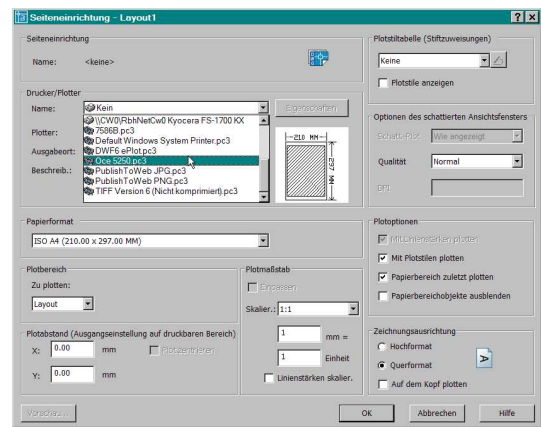 Seiteneinrichtung - Layout1
Seiteneinrichtung
Name: <keine>
Drucker/Plotter
Name: Kein
Eigenschaften
\\CW0\RbhNetCw0 Kyocera FS-1700 KX
7586B.pc3
Default Windows System Printer.pc3
DWF6 ePlot.pc3
Oce 5250.pc3
PublishToWeb JPG.pc3
PublishToWeb PNG.pc3
TIFF Version 6 (Nicht komprimiert).pc3
Plotter:
Ausgabeort:
Beschreib.:
210 MM
297 MM
Papierformat
ISO A4 (210.00 x 297.00 MM)
Plotbereich
Zu plotten:
Layout
Plotabstand (Ausgangseinstellung auf druckbaren Bereich)
X: 0.00 mm
Plot zentrieren
Y: 0.00 mm
Plotmaßstab
Einpassen
Skalier.: 1:1
1 mm =
1 Einheit
Linienstärken skalier.
Plotstiltabelle (Stiftzuweisungen)
Keine
Plotstile anzeigen
Optionen des schattierten Ansichtsfensters
Schatt-Plot Wie angezeigt
Qualität Normal
DPI
Plotoptionen
Mit Linienstärken plotten
Mit Plotstilen plotten
Papierbereich zuletzt plotten
Papierbereichobjekte ausblenden
Zeichnungsausrichtung
Hochformat
Querformat
Auf dem Kopf plotten
A
Vorschau...
OK
Abbrechen
Hilfe